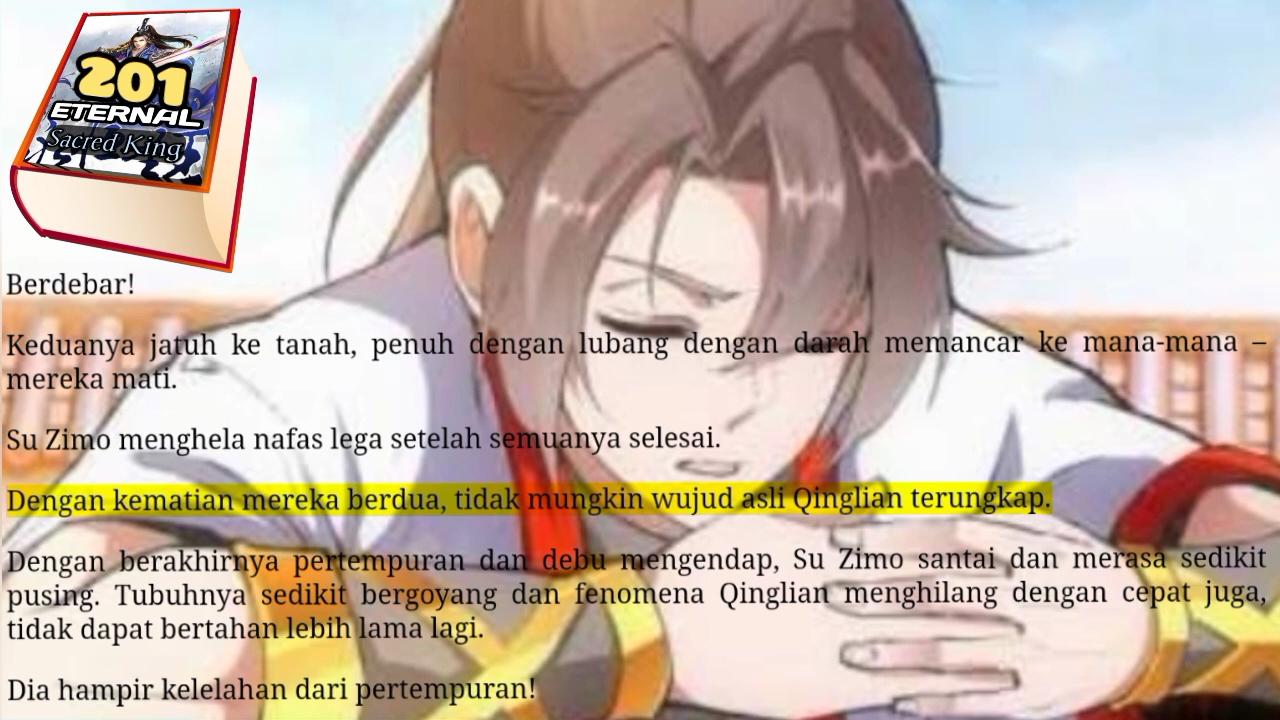 201
ETERNAL
Sacred King
Berdebar!
Keduanya jatuh ke tanah, penuh dengan lubang dengan darah memancar ke mana-mana –
mereka mati.
Su Zimo menghela nafas lega setelah semuanya selesai.
Dengan kematian mereka berdua, tidak mungkin wujud asli Qinglian terungkap.
Dengan berakhirnya pertempuran dan debu mengendap, Su Zimo santai dan merasa sedikit
pusing. Tubuhnya sedikit bergoyang dan fenomena Qinglian menghilang dengan cepat juga,
tidak dapat bertahan lebih lama lagi.
Dia hampir kelelahan dari pertempuran!